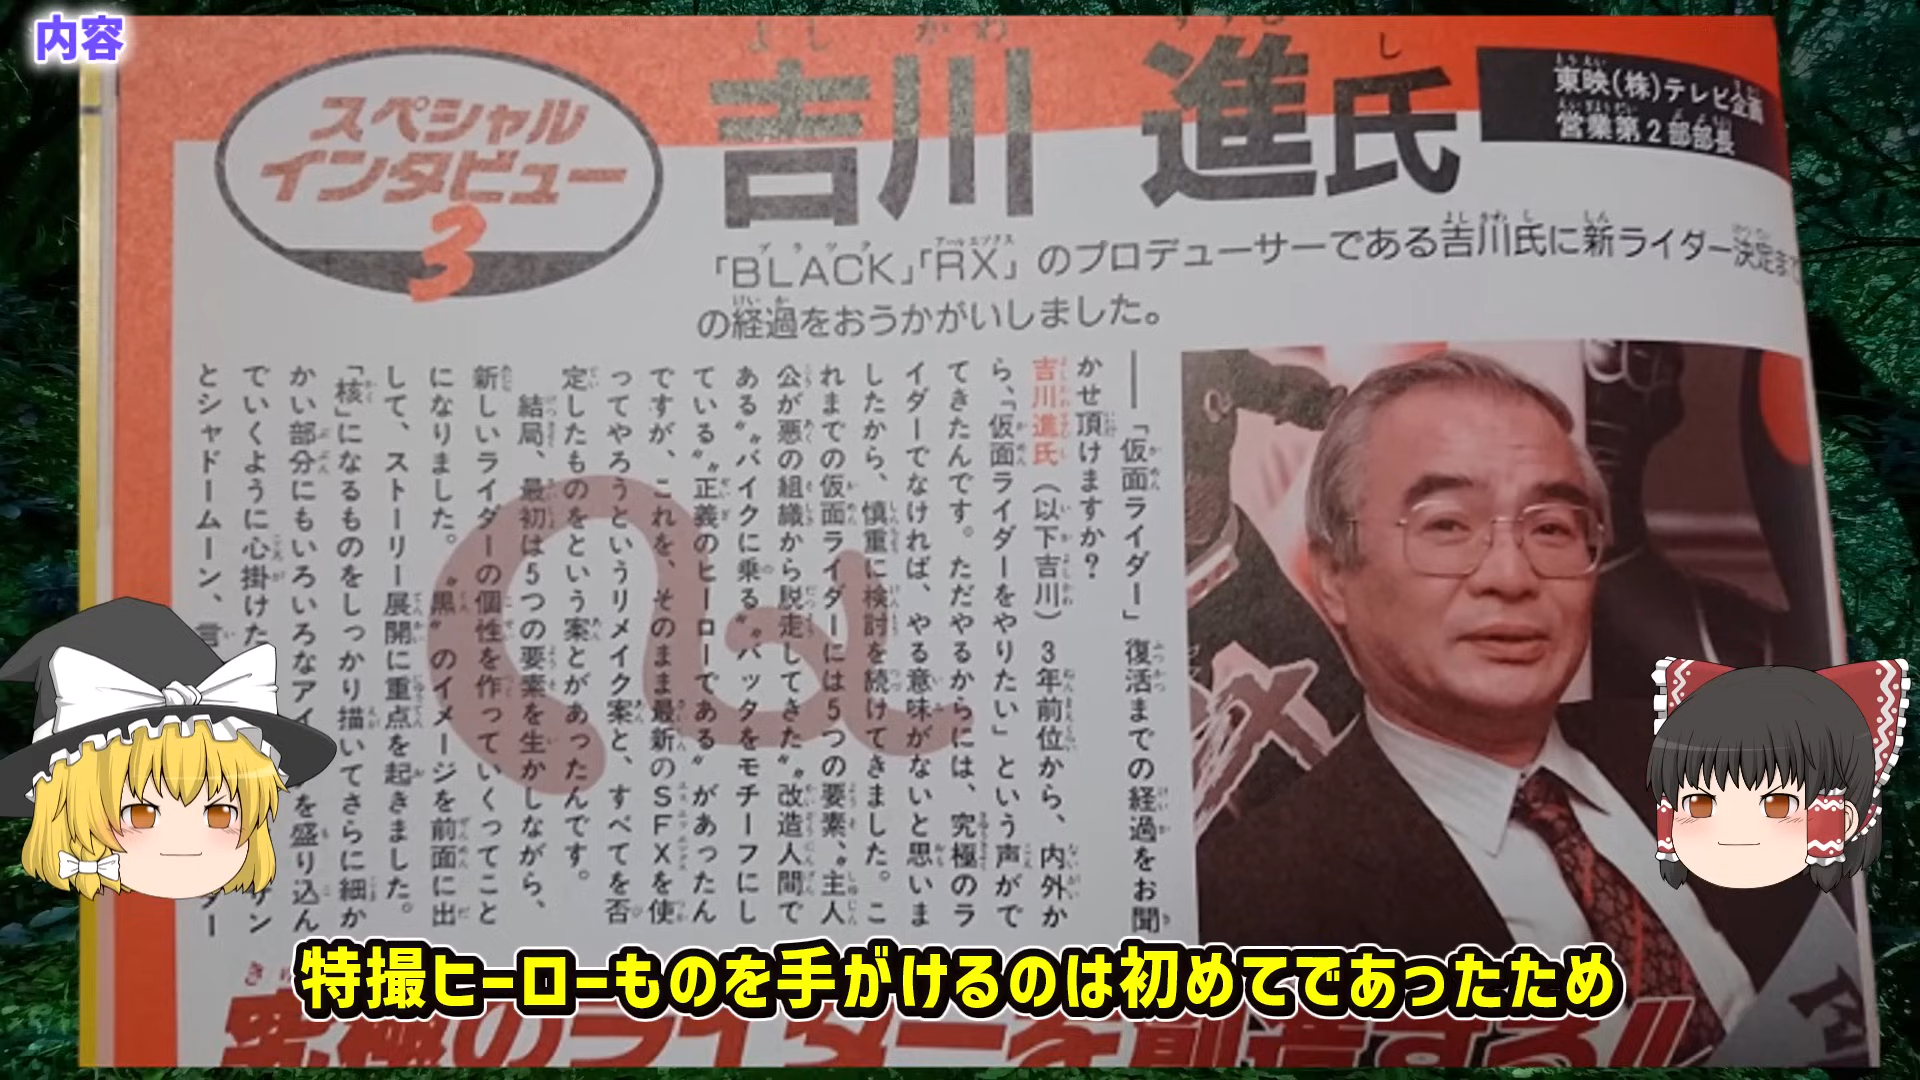 内容
スペシャル
インタビュー
3
吉川 進氏
東映(株)テレビ企画
営業第2部部長
「BLACK」「RX」のプロデューサーである吉川氏に新ライダー決定まで
の経過をおうかがいしました。
――「仮面ライダー」復活までの経過をお聞
かせ頂けますか?
吉川進氏(以下吉川) 3年前位から、内外か
ら、「仮面ライダーをやりたい」という声がで
てきたんです。ただやるからには、究極のラ
イダーでなければ、やる意味がないと思いま
したから、慎重に検討を続けてきました。こ
れまでの仮面ライダーには5つの要素、〝主人
公が悪の組織から脱走してきた〟〝改造人間で
ある〟〝バイクに乗る〟〝バッタをモチーフにし
ている〟〝正義のヒーローである〟があったん
ですが、これを、そのまま最新のSFXを使
ってやろうというリメイク案と、すべてを否
定したものをという案とがあったんです。
結局、最初は5つの要素を生かしながら、
新しいライダーの個性を作っていくってこと
になりました。〝黒〟のイメージを前面に出
して、ストーリー展開に重点を起きました。
「核」になるものをしっかり描いてさらに細か
かい部分にもいろいろなアイ を盛り込ん
でいくように心掛けた サン
とシャドームーン、言 ダー
究極のライダーを創造する!!
特撮ヒーローものを手がけるのは初めてであったため